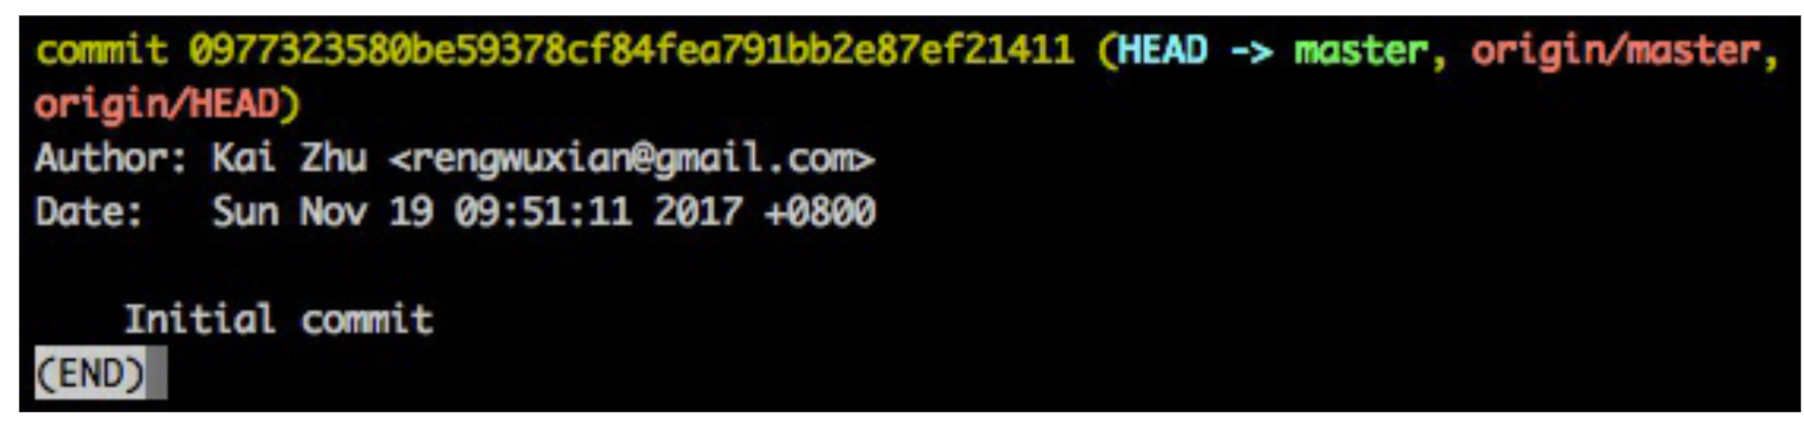 commit 0977323580be59378cf84fea791bb2e87ef21411 (HEAD -> master, origin/master,
origin/HEAD)
Author: Kai Zhu <rengwuxian@gmail.com>
Date:   Sun Nov 19 09:51:11 2017 +0800
    Initial commit
(END)